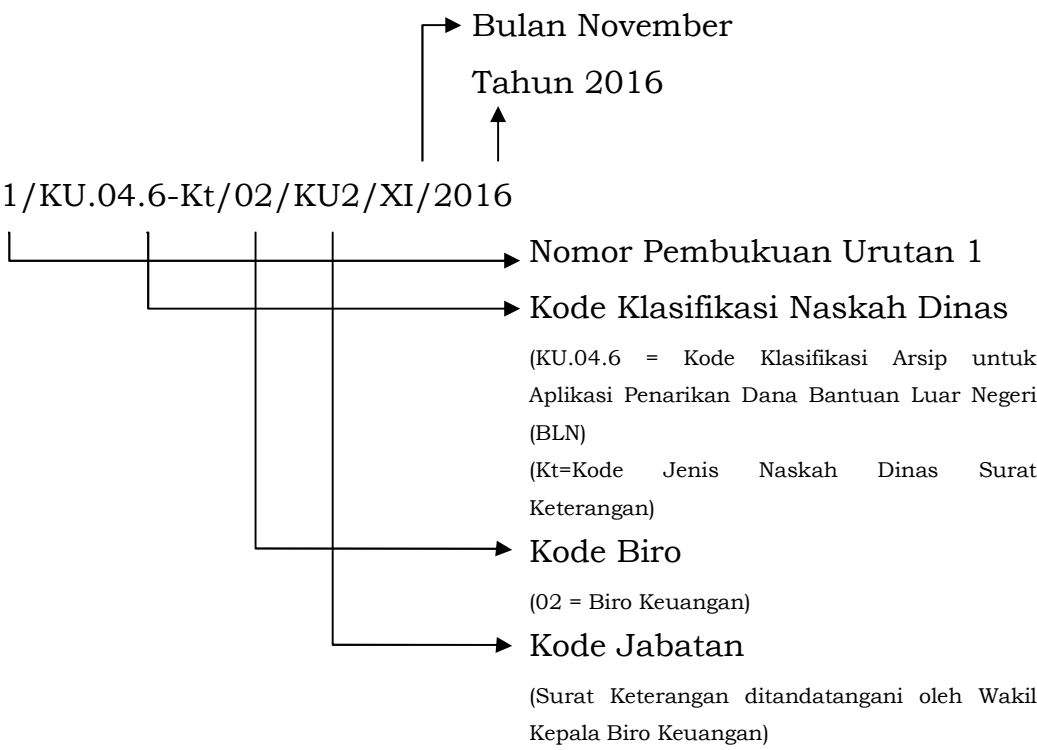 Bulan November
Tahun 2016
1/KU.04.6-Kt/02/KU2/XI/2016
Nomor Pembukuan Urutan 1
Kode Klasifikasi Naskah Dinas
(KU.04.6 = Kode Klasifikasi Arsip untuk
Aplikasi Penarikan Dana Bantuan Luar Negeri
(BLN)
(Kt=Kode Jenis Naskah Dinas Surat
Keterangan)
Kode Biro
(02 = Biro Keuangan)
Kode Jabatan
(Surat Keterangan ditandatangani oleh Wakil
Kepala Biro Keuangan)